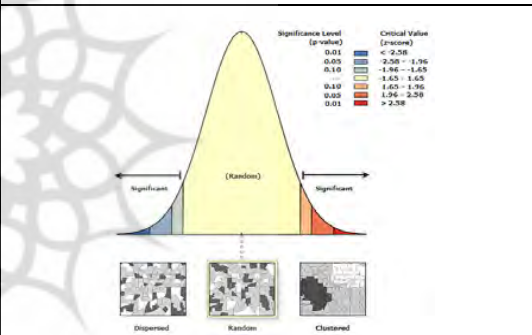 Significance Level Critical Value
(p-value) (z-score)
0.01 < -2.58
0.05 -2.58 - -1.96
0.10 -1.96 - -1.65
--- -1.65 - 1.65
0.10 1.65 - 1.96
0.05 1.96 - 2.58
0.01 > 2.58
(Random)
Significant Significant
Dispersed Random Clustered